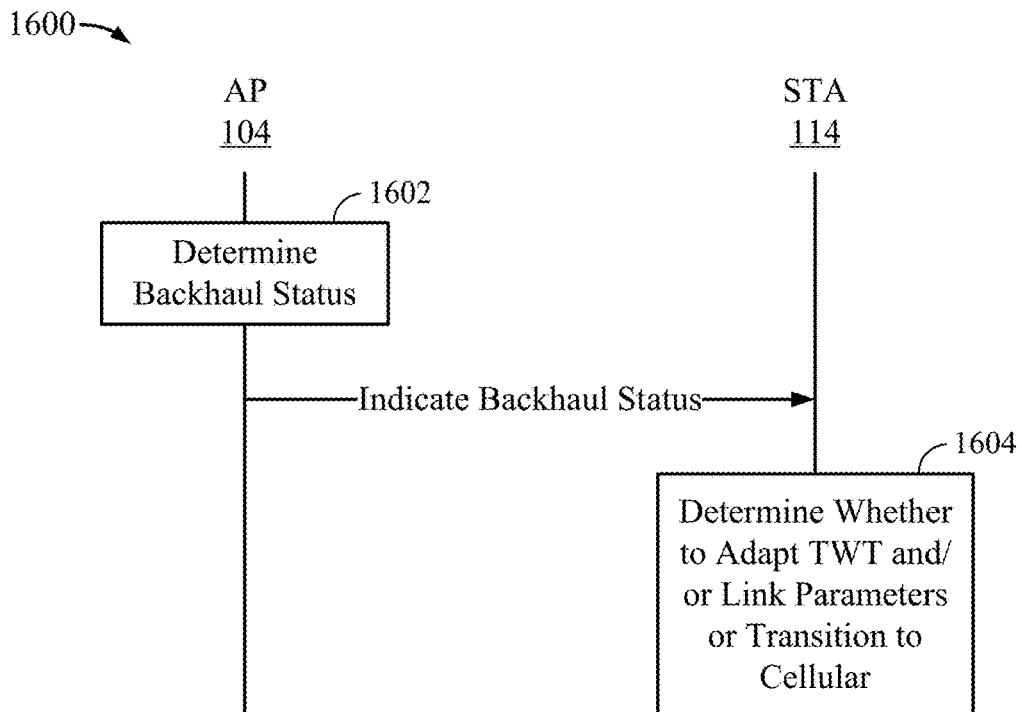 1600
AP
104
STA
114
1602
Determine
Backhaul Status
Indicate Backhaul Status
1604
Determine Whether
to Adapt TWT and/
or Link Parameters
or Transition to
Cellular